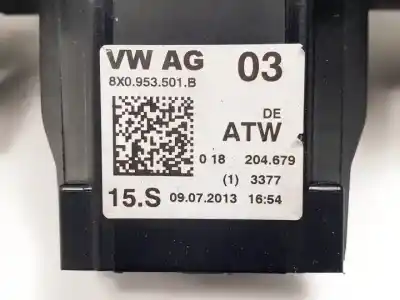 VW AG 03
8X0.953.501.B
DE
ATW
0 18 204.679
(1) 3377
15.S 09.07.2013 16:54